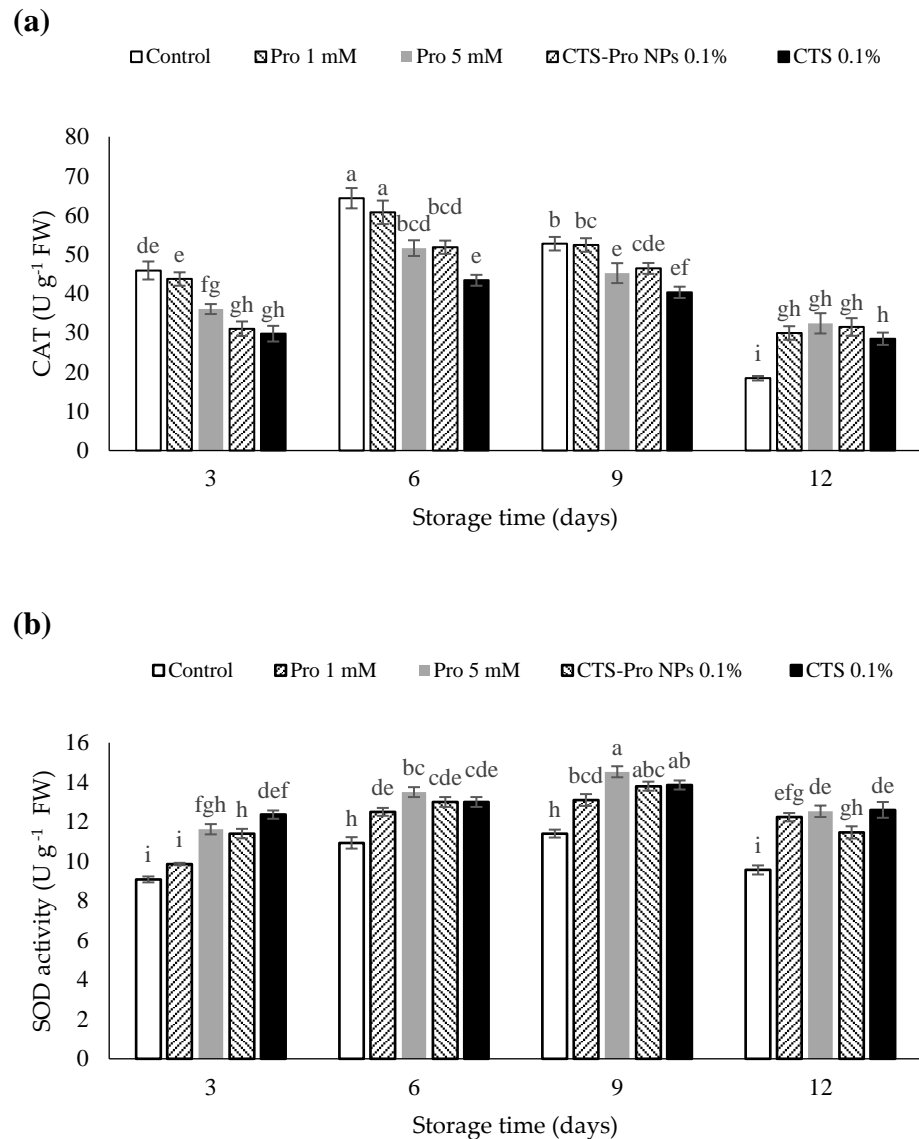 (a)
Control Pro 1 mM Pro 5 mM CTS-Pro NPs 0.1% CTS 0.1%
80
70
60
50
40
30
20
10
0
CAT (U g⁻¹ FW)
de e fg gh gh
a a bcd bcd e
b bc e cde ef
i gh gh gh h
3 6 9 12
Storage time (days)
(b)
Control Pro 1 mM Pro 5 mM CTS-Pro NPs 0.1% CTS 0.1%
16
14
12
10
8
6
4
2
0
SOD activity (U g⁻¹ FW)
i i fgh h def
h de bc cde cde
h bcd a abc ab
i efg de gh de
3 6 9 12
Storage time (days)